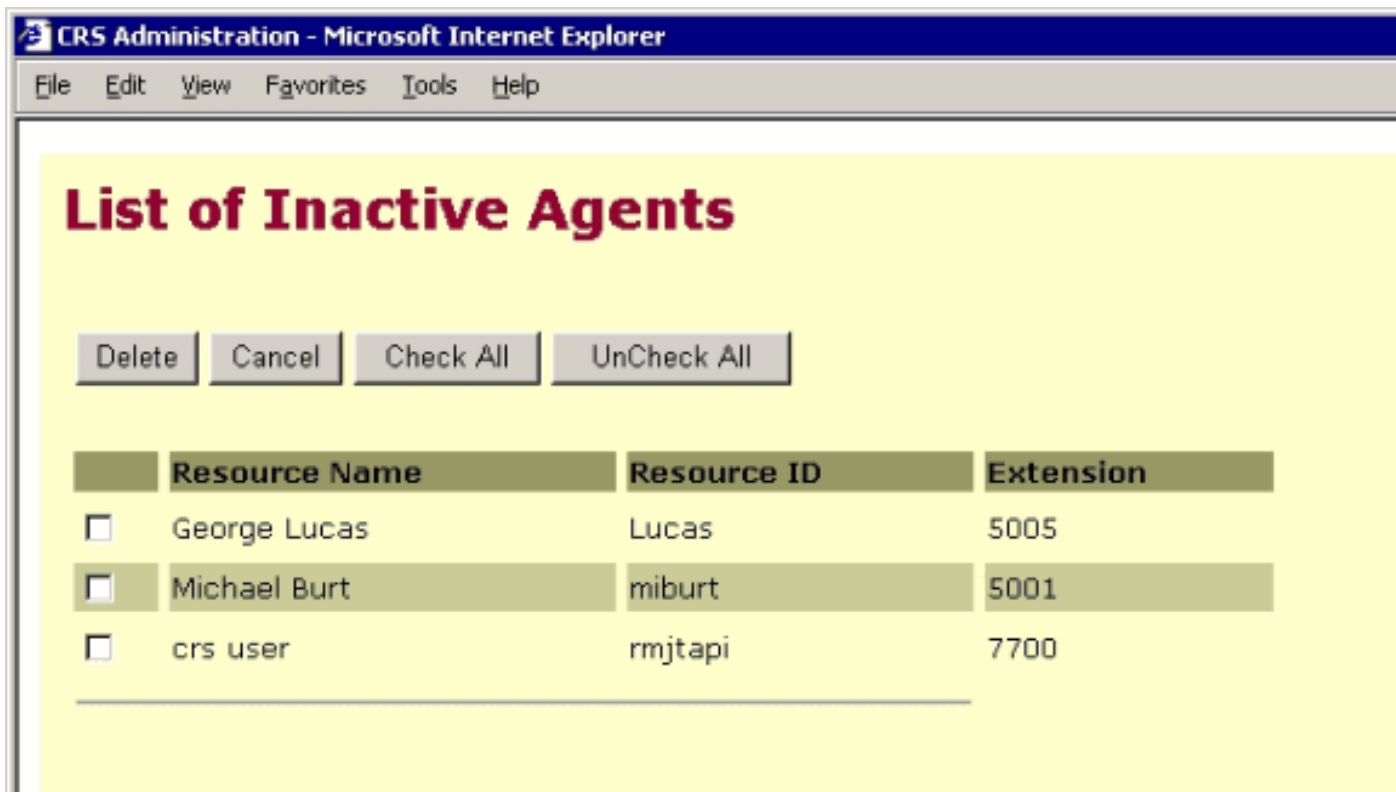 CRS Administration - Microsoft Internet Explorer
File Edit View Favorites Tools Help
List of Inactive Agents
Delete Cancel Check All UnCheck All
Resource Name Resource ID Extension
George Lucas Lucas 5005
Michael Burt miburt 5001
crs user rmjtapi 7700